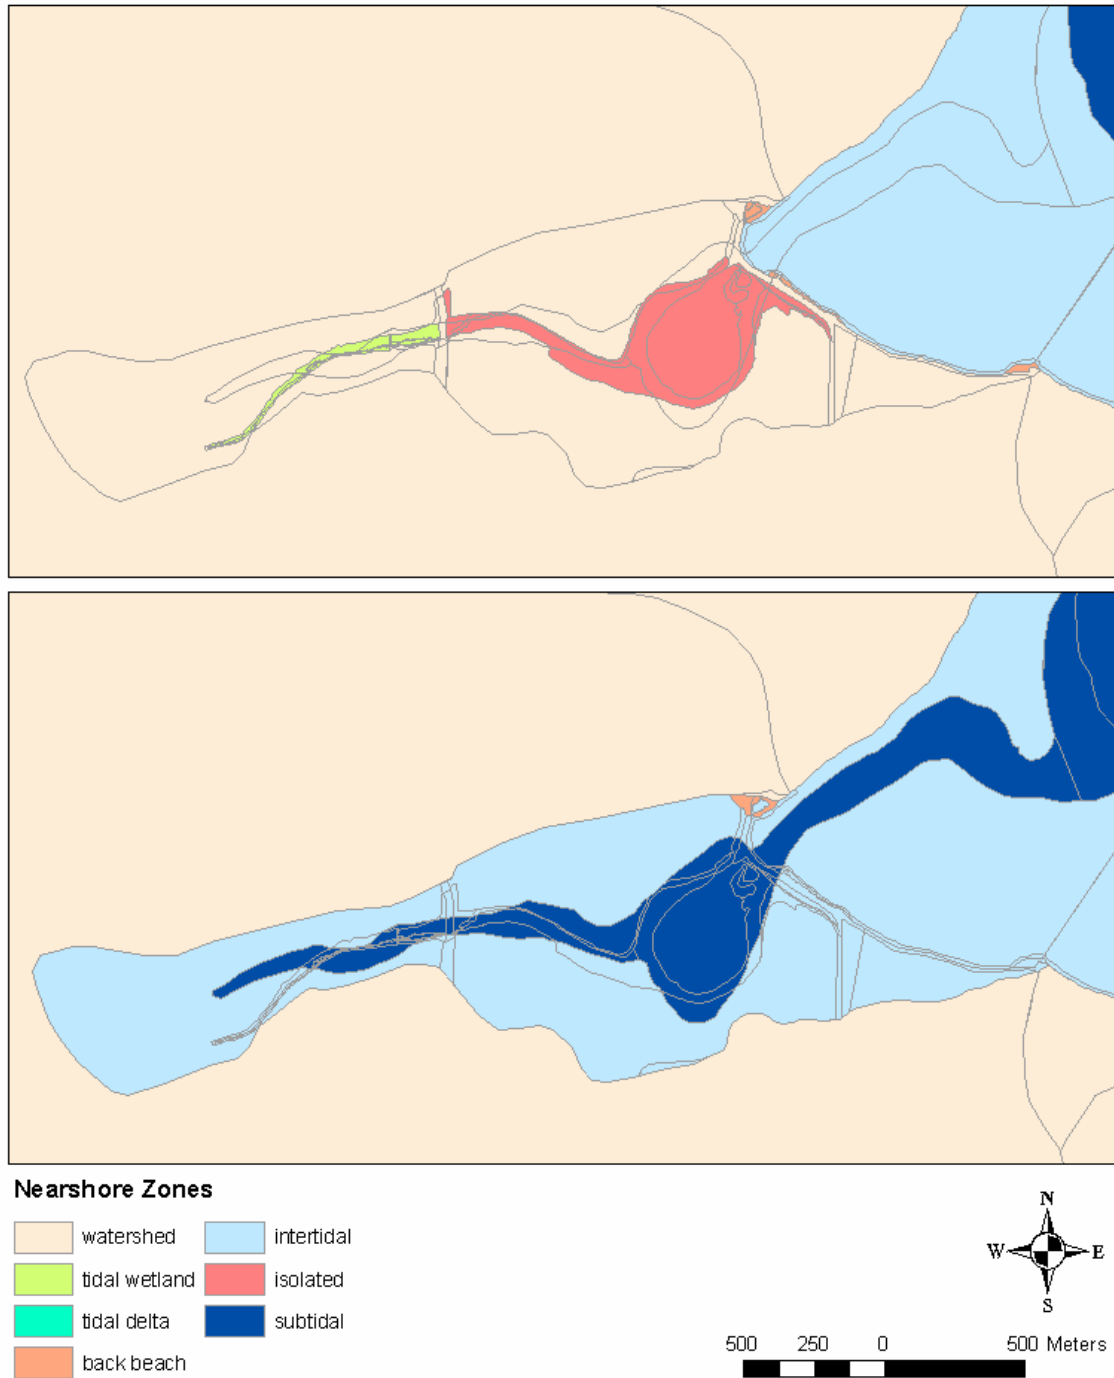 Nearshore Zones
watershed
intertidal
tidal wetland
isolated
tidal delta
subtidal
back beach
N
W E
S
500 250 0 500 Meters